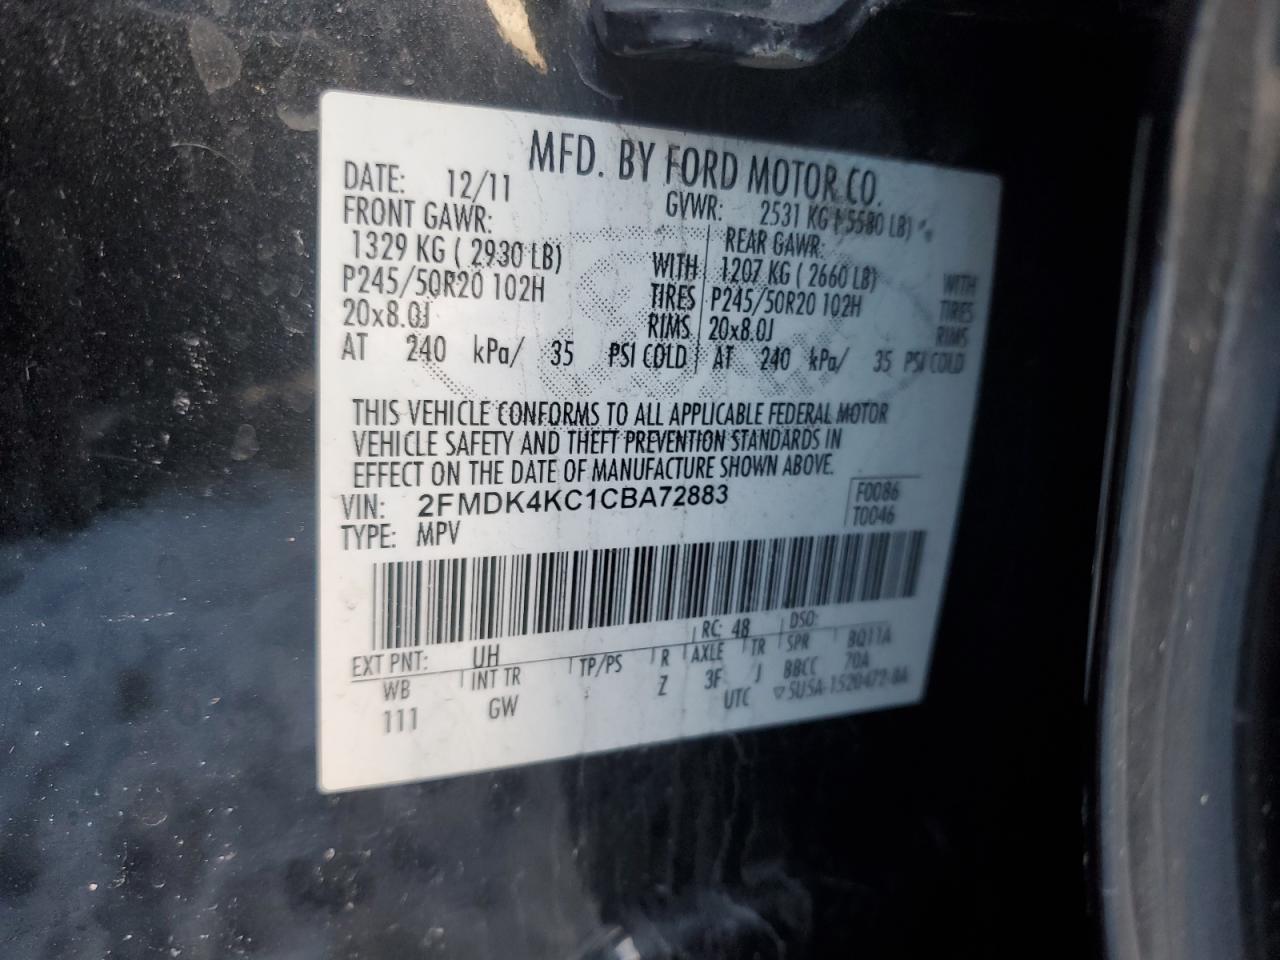 MFD. BY FORD MOTOR CO.
DATE: 12/11 GVWR: 2531 KG ( 5580 LB)
FRONT GAWR: REAR GAWR:
1329 KG ( 2930 LB) WITH 1207 KG ( 2660 LB) WITH
P245/50R20 102H TIRES P245/50R20 102H TIRES
20x8.0J RIMS 20x8.0J RIMS
AT 240 kPa/ 35 PSI COLD AT 240 kPa/ 35 PSI COLD
THIS VEHICLE CONFORMS TO ALL APPLICABLE FEDERAL MOTOR
VEHICLE SAFETY AND THEFT PREVENTION STANDARDS IN
EFFECT ON THE DATE OF MANUFACTURE SHOWN ABOVE.
VIN: 2FMDK4KC1CBA72883 F0086
TYPE: MPV T0046
EXT PNT: UH RC: 48 DSO:
WB INT TR TP/PS R AXLE TR SPR BQ11A
111 GW Z 3F J BBCC 70A
UTC ▽5U5A-1520472-BA